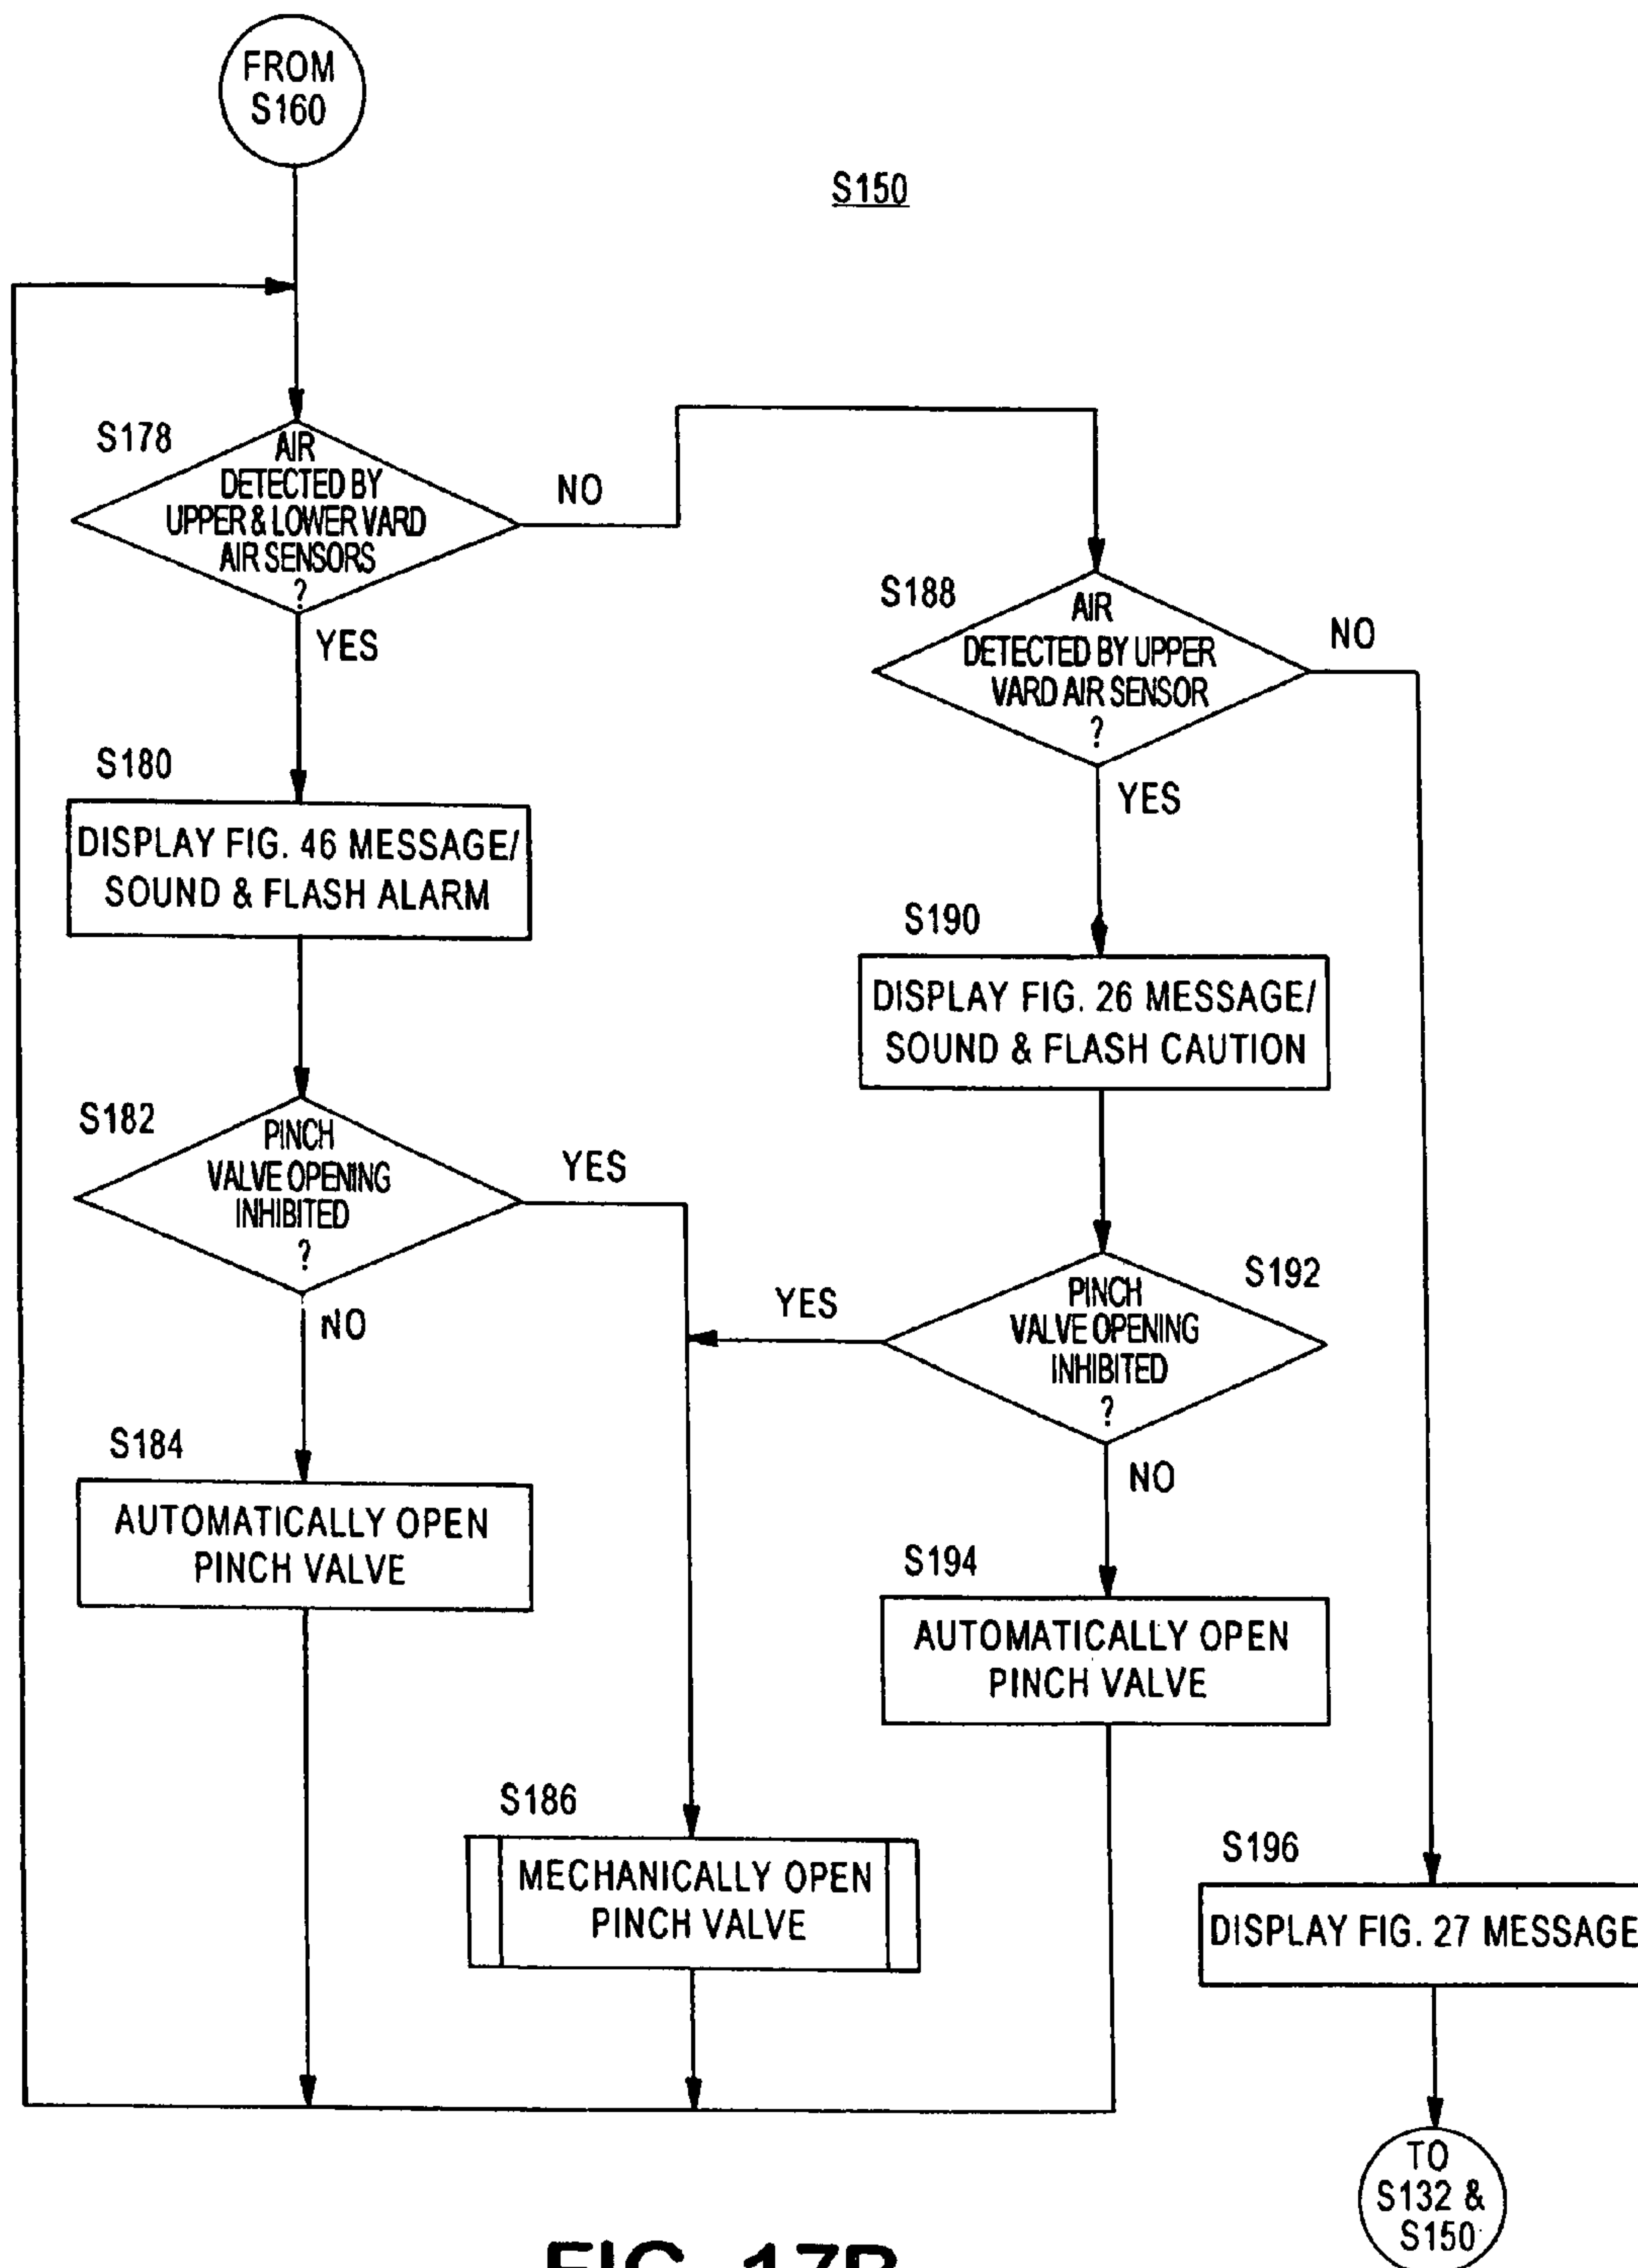 FROM
S160
S150
S178
AIR
DETECTED BY
UPPER & LOWER VARD
AIR SENSORS
?
NO
YES
S188
AIR
DETECTED BY UPPER
VARD AIR SENSOR
?
NO
YES
S180
DISPLAY FIG. 46 MESSAGE/
SOUND & FLASH ALARM
S190
DISPLAY FIG. 26 MESSAGE/
SOUND & FLASH CAUTION
S182
PINCH
VALVE OPENING
INHIBITED
?
YES
NO
S192
PINCH
VALVE OPENING
INHIBITED
?
YES
NO
S184
AUTOMATICALLY OPEN
PINCH VALVE
S194
AUTOMATICALLY OPEN
PINCH VALVE
S186
MECHANICALLY OPEN
PINCH VALVE
S196
DISPLAY FIG. 27 MESSAGE
TO
S132 &
S150
FIG. 17B